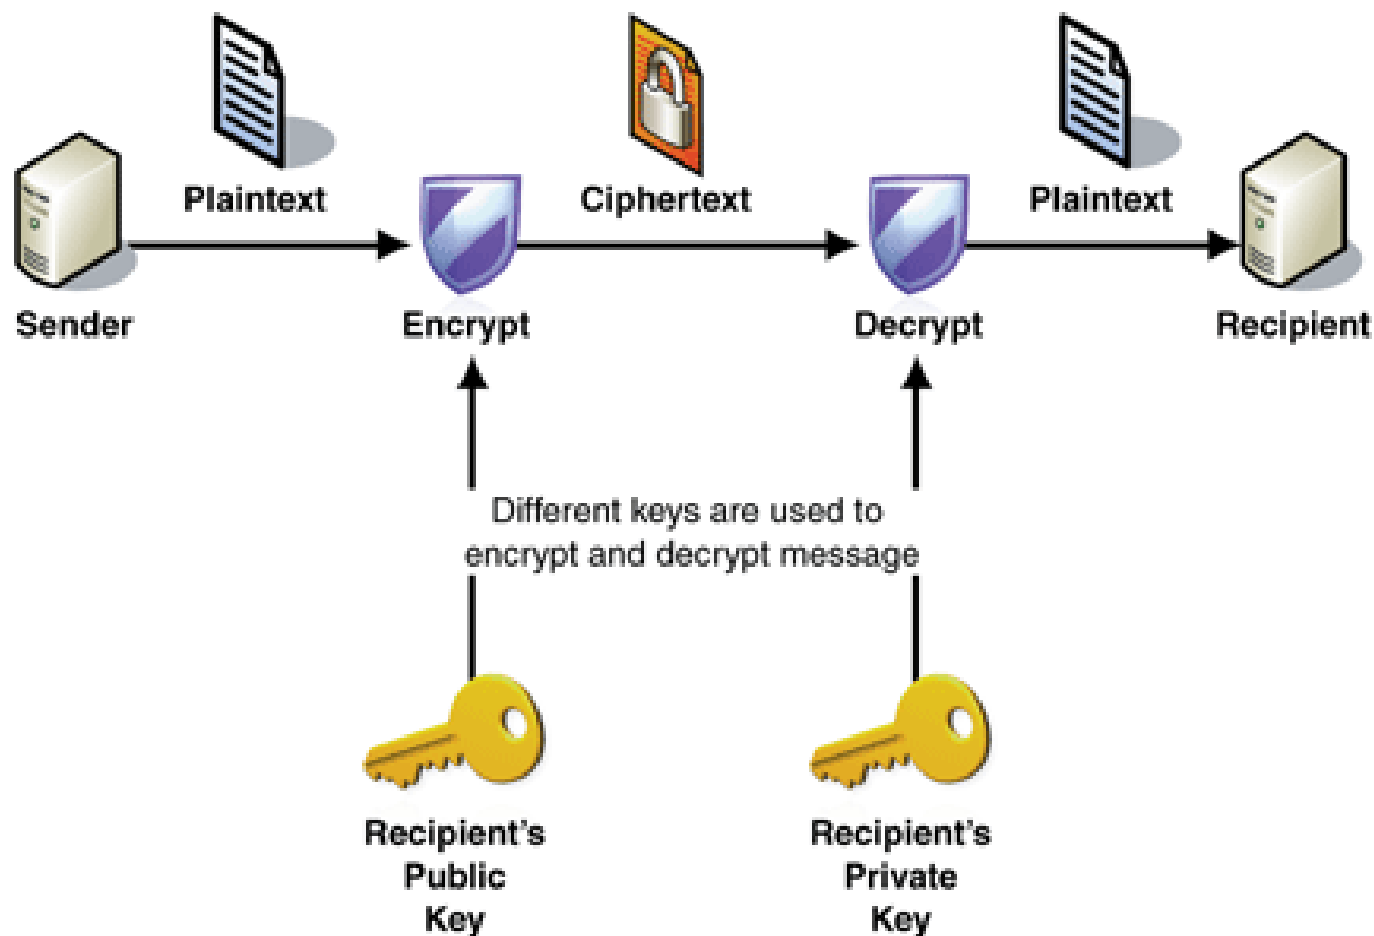 Plaintext
Ciphertext
Plaintext
Sender
Encrypt
Decrypt
Recipient
Different keys are used to
encrypt and decrypt message
Recipient's
Public
Key
Recipient's
Private
Key